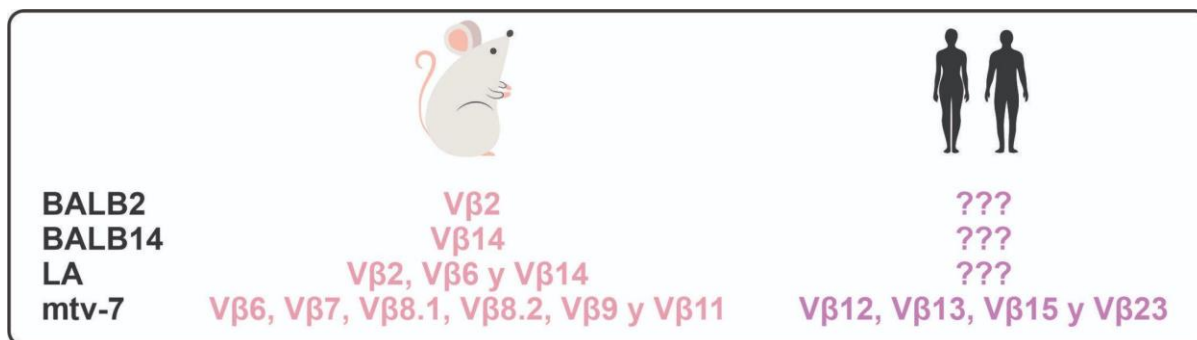 BALB2 Vβ2 ???
BALB14 Vβ14 ???
LA Vβ2, Vβ6 y Vβ14 ???
mtv-7 Vβ6, Vβ7, Vβ8.1, Vβ8.2, Vβ9 y Vβ11 Vβ12, Vβ13, Vβ15 y Vβ23